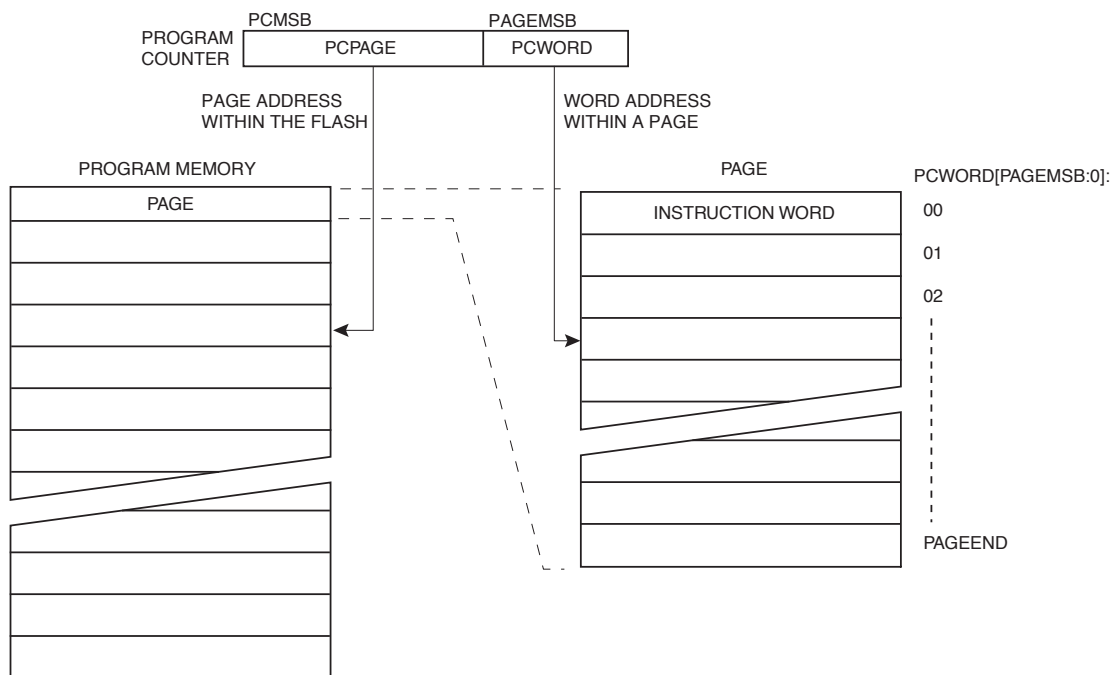 PCMSB
PAGEMSB
PROGRAM
COUNTER
PCPAGE
PCWORD
PAGE ADDRESS
WITHIN THE FLASH
WORD ADDRESS
WITHIN A PAGE
PROGRAM MEMORY
PAGE
PAGE
PCWORD[PAGEMSB:0]:
INSTRUCTION WORD
00
01
02
PAGEEND